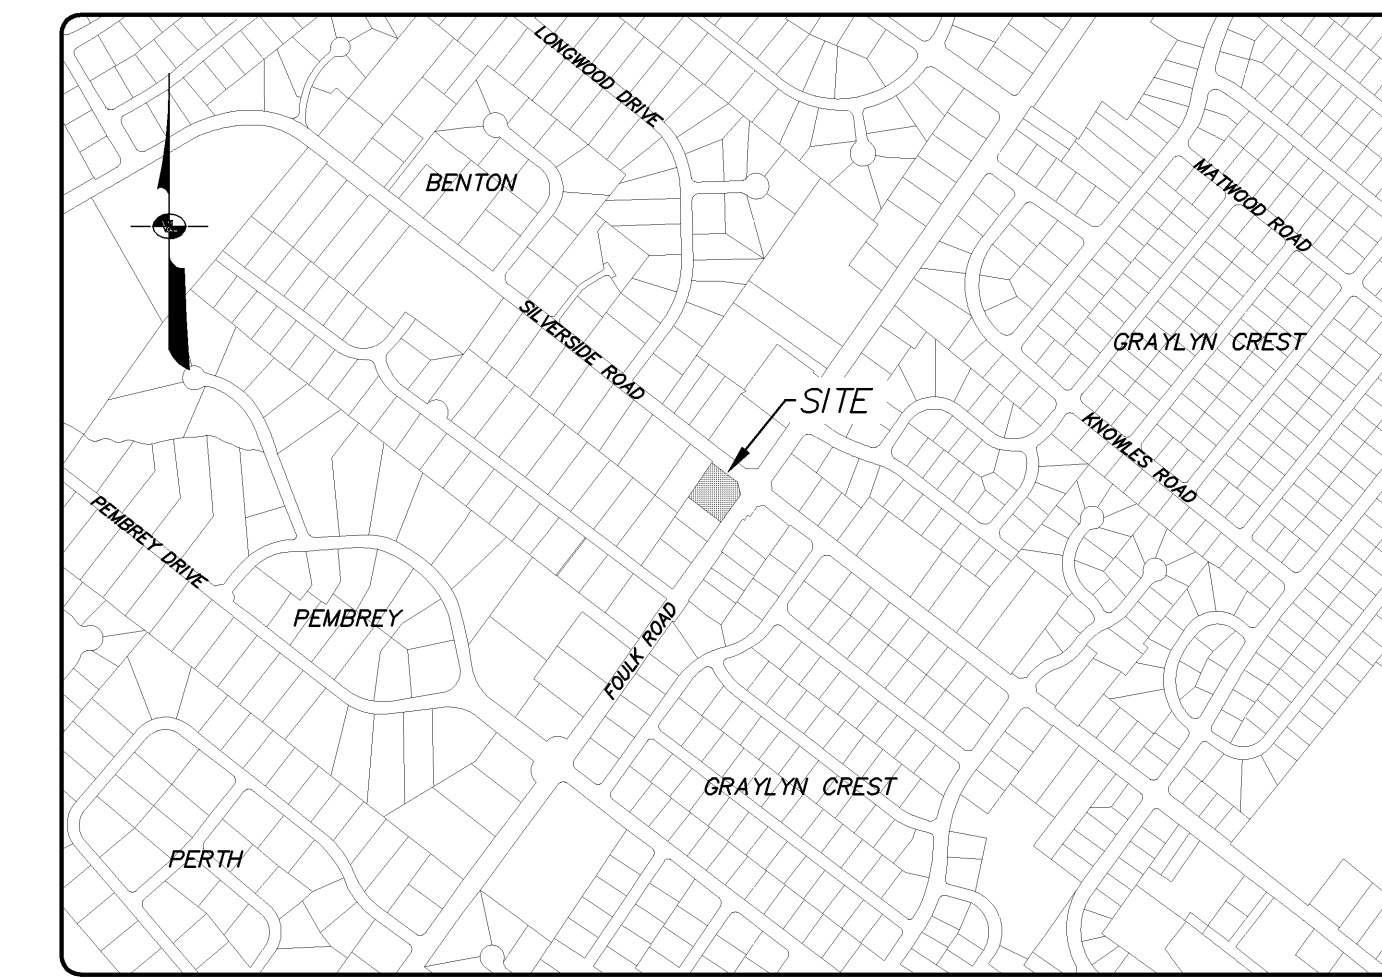 LONGWOOD DRIVE
BENTON
MATWOOD ROAD
SILVERSIDE ROAD
GRAYLYN CREST
SITE
KNOWLES ROAD
PEMBREY DRIVE
PEMBREY
FOULK ROAD
GRAYLYN CREST
PERTH